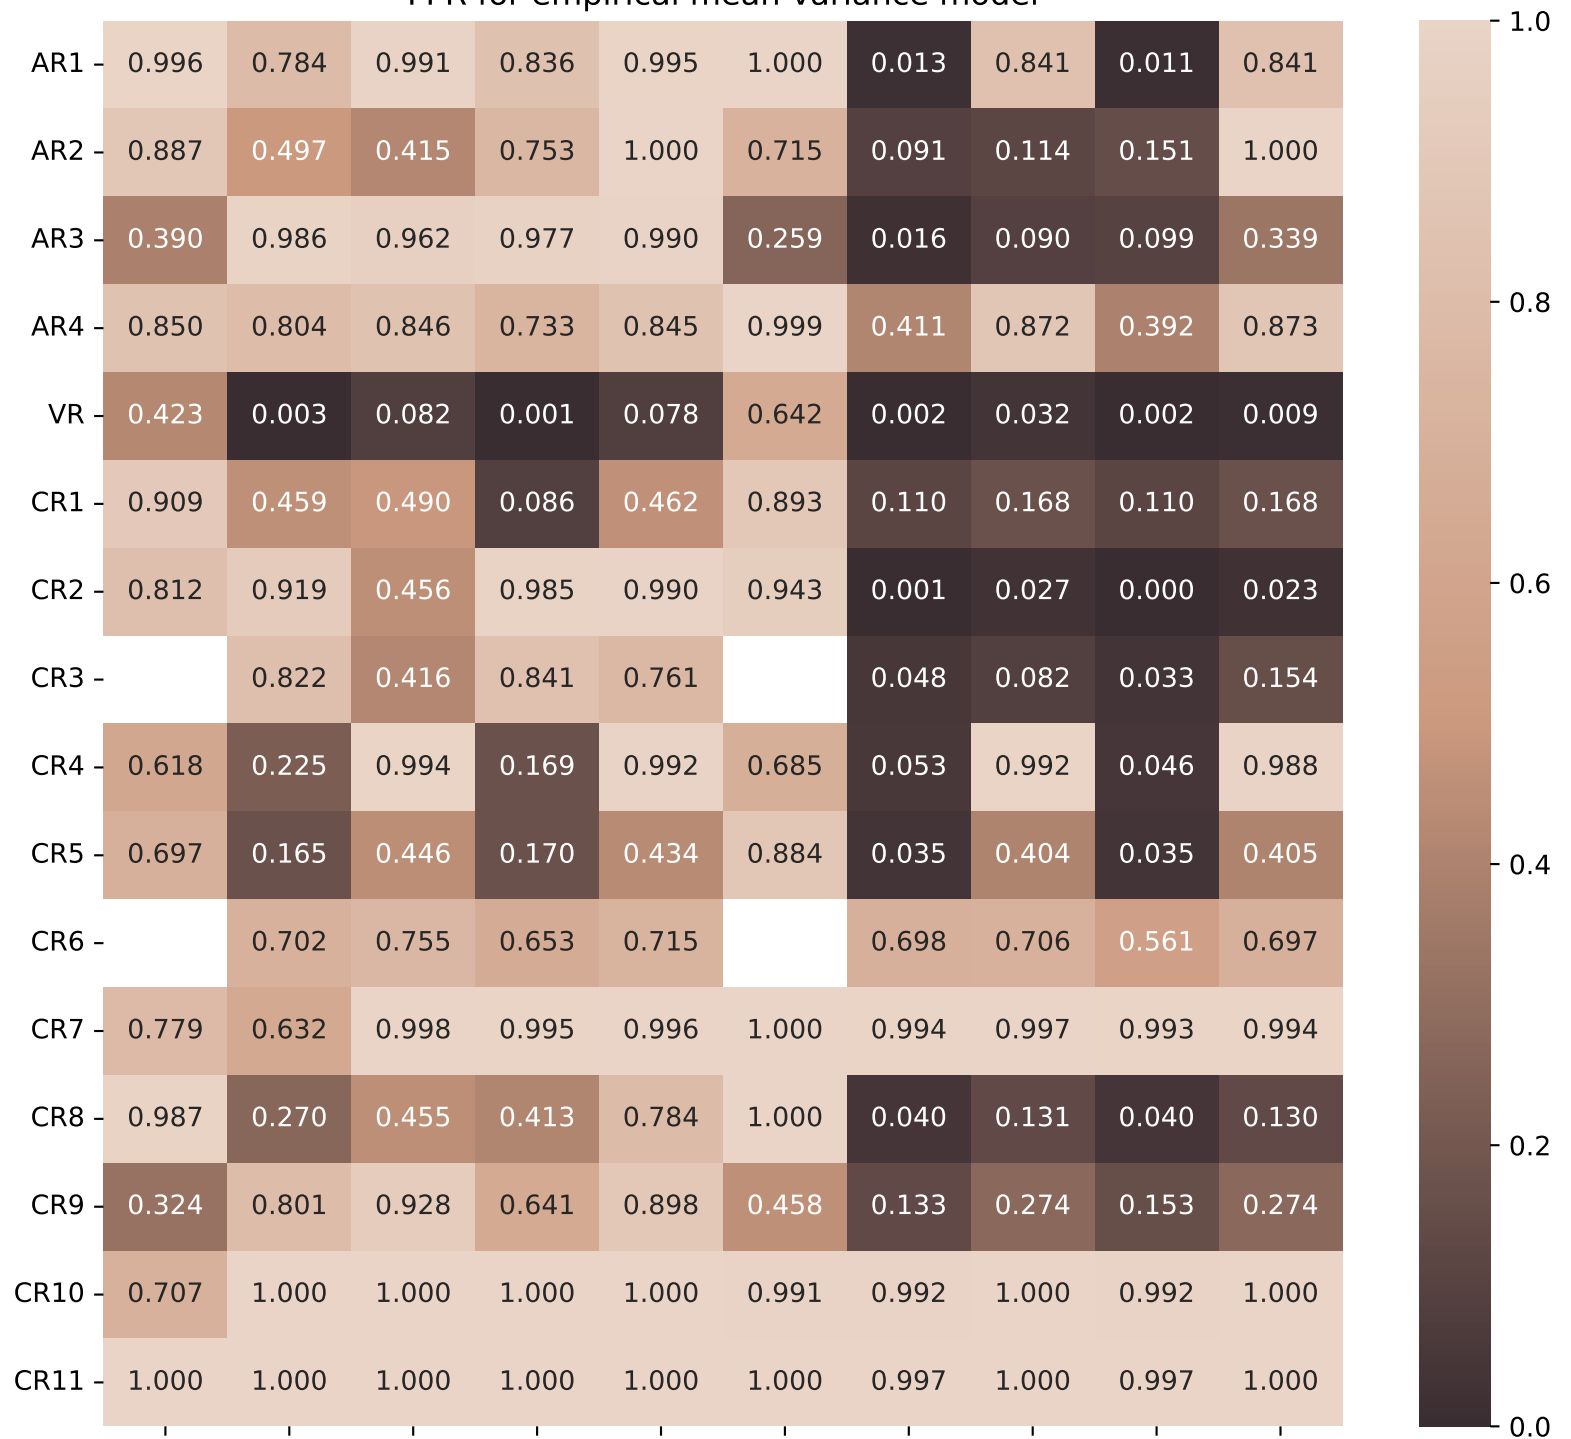 for empirical mean variance model
AR1 0.996 0.784 0.991 0.836 0.995 1.000 0.013 0.841 0.011 0.841 1.0
AR2 0.887 0.497 0.415 0.753 1.000 0.715 0.091 0.114 0.151 1.000
AR3 0.390 0.986 0.962 0.977 0.990 0.259 0.016 0.090 0.099 0.339
AR4 0.850 0.804 0.846 0.733 0.845 0.999 0.411 0.872 0.392 0.873 0.8
VR 0.423 0.003 0.082 0.001 0.078 0.642 0.002 0.032 0.002 0.009
CR1 0.909 0.459 0.490 0.086 0.462 0.893 0.110 0.168 0.110 0.168
CR2 0.812 0.919 0.456 0.985 0.990 0.943 0.001 0.027 0.000 0.023 0.6
CR3 0.822 0.416 0.841 0.761 0.048 0.082 0.033 0.154
CR4 0.618 0.225 0.994 0.169 0.992 0.685 0.053 0.992 0.046 0.988
CR5 0.697 0.165 0.446 0.170 0.434 0.884 0.035 0.404 0.035 0.405 0.4
CR6 0.702 0.755 0.653 0.715 0.698 0.706 0.561 0.697
CR7 0.779 0.632 0.998 0.995 0.996 1.000 0.994 0.997 0.993 0.994
CR8 0.987 0.270 0.455 0.413 0.784 1.000 0.040 0.131 0.040 0.130 0.2
CR9 0.324 0.801 0.928 0.641 0.898 0.458 0.133 0.274 0.153 0.274
CR10 0.707 1.000 1.000 1.000 1.000 0.991 0.992 1.000 0.992 1.000
CR11 1.000 1.000 1.000 1.000 1.000 1.000 0.997 1.000 0.997 1.000 0.0